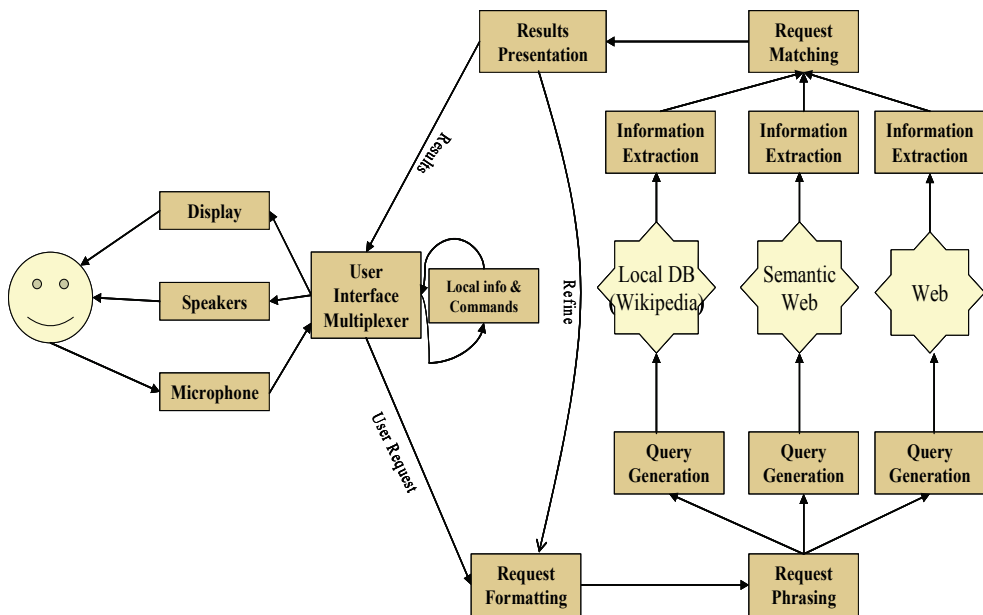 Results
Presentation
Request
Matching
Information
Extraction
Information
Extraction
Information
Extraction
Results
Display
Speakers
Microphone
User
Interface
Multiplexer
Local info &
Commands
Refine
Local DB
(Wikipedia)
Semantic
Web
Web
User Request
Query
Generation
Query
Generation
Query
Generation
Request
Formatting
Request
Phrasing